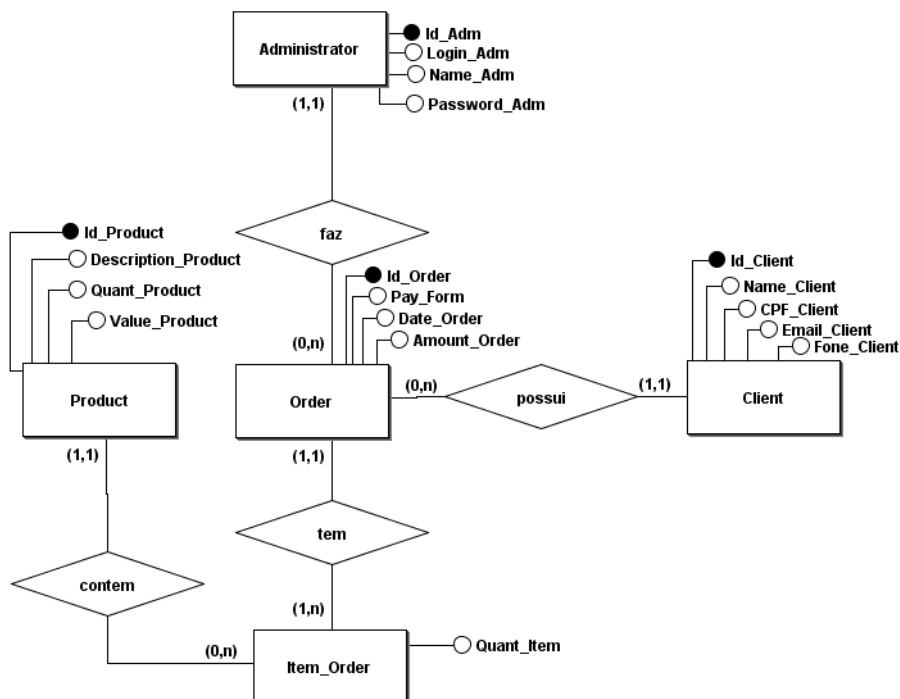 Administrator
Id_Adm
Login_Adm
Name_Adm
Password_Adm
(1,1)
faz
Id_Product
Description_Product
Quant_Product
Value_Product
Id_Order
Pay_Form
Date_Order
Amount_Order
Id_Client
Name_Client
CPF_Client
Email_Client
Fone_Client
(0,n)
Product
Order
(0,n)
possui
(1,1)
Client
(1,1)
(1,1)
tem
contem
(1,n)
(0,n)
Item_Order
Quant_Item